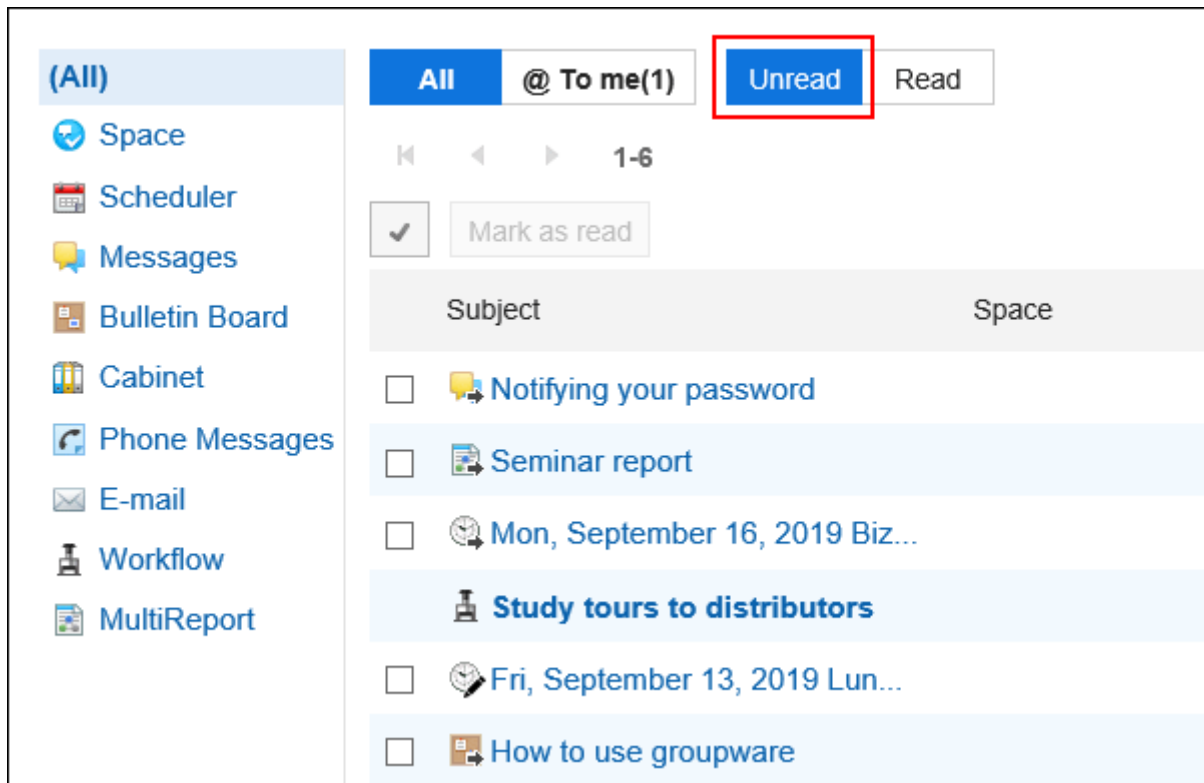 (All)
Space
Scheduler
Messages
Bulletin Board
Cabinet
Phone Messages
E-mail
Workflow
MultiReport
All @ To me(1) Unread Read
1-6
Mark as read
Subject Space
Notifying your password
Seminar report
Mon, September 16, 2019 Biz...
Study tours to distributors
Fri, September 13, 2019 Lun...
How to use groupware